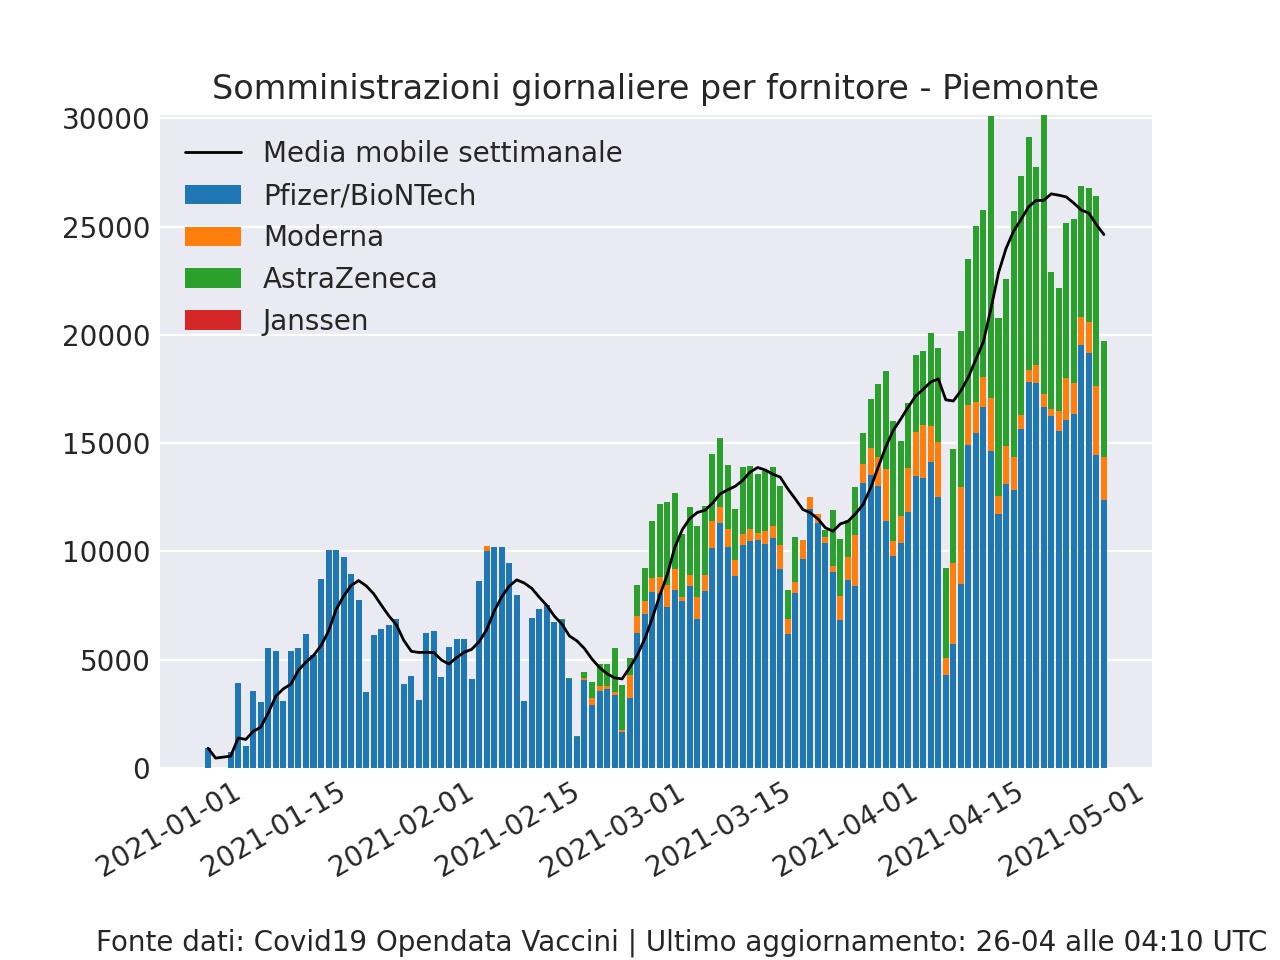 Somministrazioni giornaliere per fornitore - Piemonte
30000
25000
20000
15000
10000
5000
0
Media mobile settimanale
Pfizer/BioNTech
Moderna
AstraZeneca
Janssen
2021-01-01
2021-01-15
2021-02-01
2021-02-15
2021-03-01
2021-03-15
2021-04-01
2021-04-15
2021-05-01
Fonte dati: Covid19 Opendata Vaccini | Ultimo aggiornamento: 26-04 alle 04:10 UTC